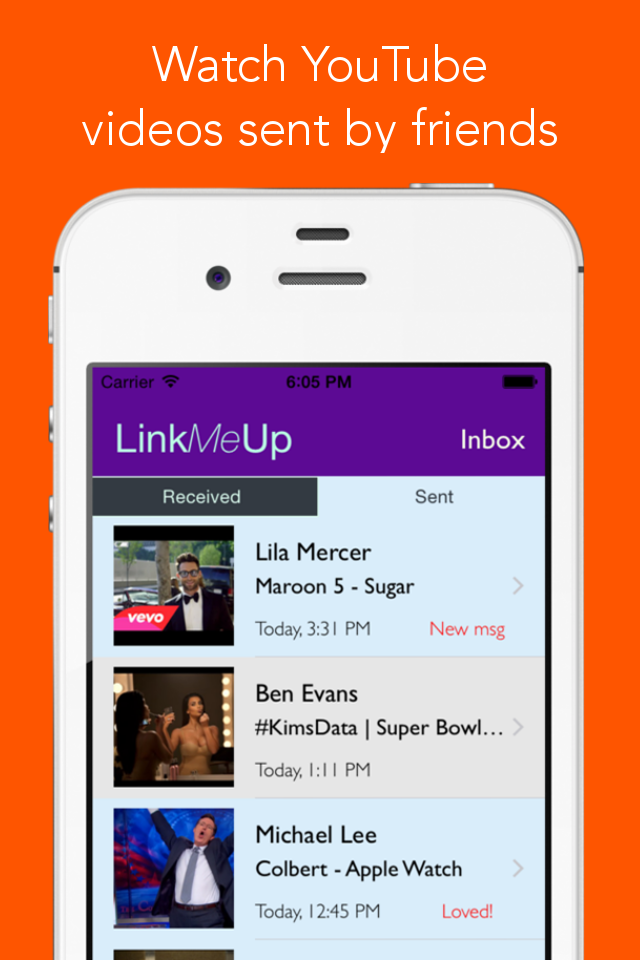 Watch YouTube
videos sent by friends
Carrier 6:05 PM
LinkMeUp Inbox
Received Sent
Lila Mercer
Maroon 5 - Sugar
vevo
Today, 3:31 PM New msg
Ben Evans
#KimsData | Super Bowl…
Today, 1:11 PM
Michael Lee
Colbert - Apple Watch
Today, 12:45 PM Loved!